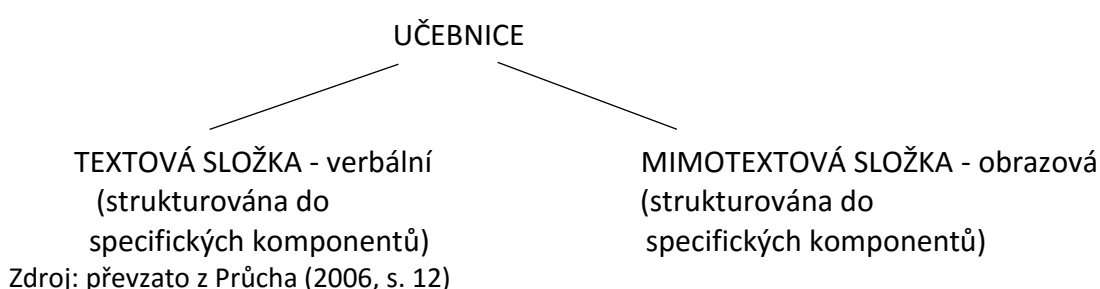 UČEBNICE
TEXTOVÁ SLOŽKA - verbální
(strukturována do
specifických komponentů)
MIMOTEXTOVÁ SLOŽKA - obrazová
(strukturována do
specifických komponentů)
Zdroj: převzato z Průcha (2006, s. 12)